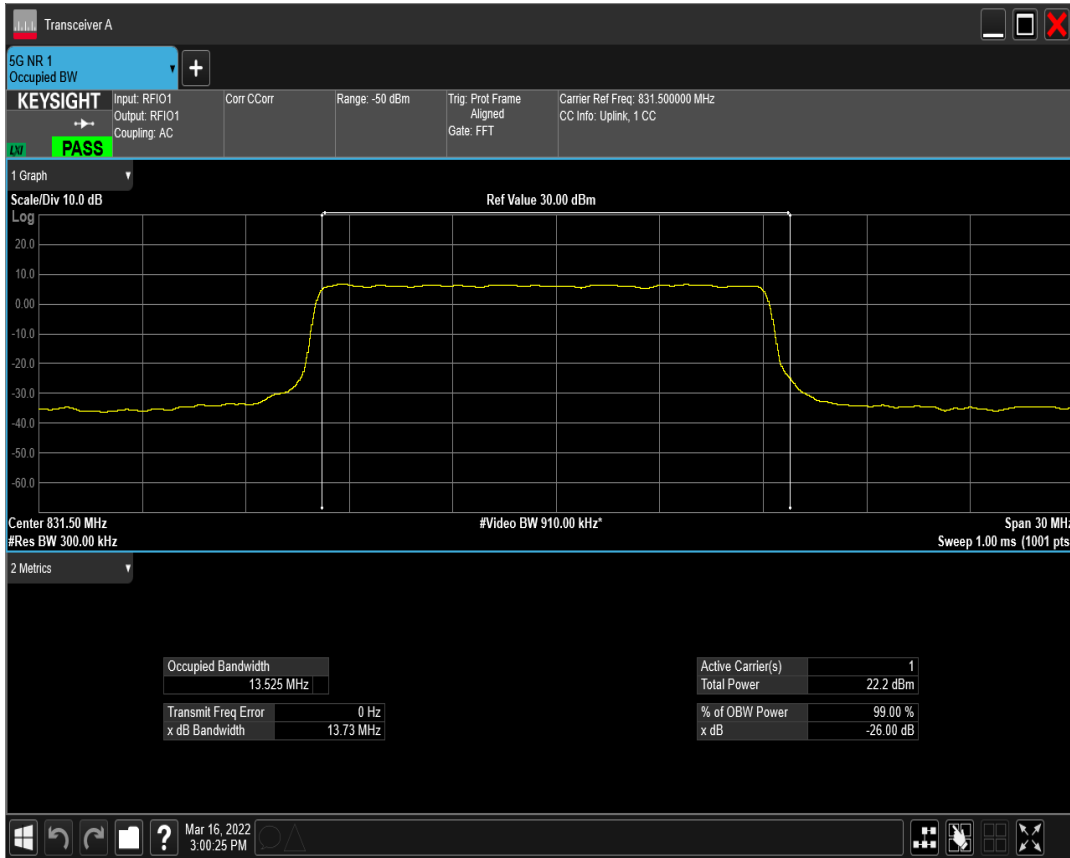 Transceiver A
5G NR 1
Occupied BW
KEYSIGHT
LXI
PASS
Input: RFIO1
Output: RFIO1
Coupling: AC
Corr CCorr
Range: -50 dBm
Trig: Prot Frame
Aligned
Gate: FFT
Carrier Ref Freq: 831.500000 MHz
CC Info: Uplink, 1 CC
1 Graph
Scale/Div 10.0 dB
Ref Value 30.00 dBm
Log
20.0
10.0
0.00
-10.0
-20.0
-30.0
-40.0
-50.0
-60.0
Center 831.50 MHz
#Video BW 910.00 kHz*
Span 30 MHz
#Res BW 300.00 kHz
Sweep 1.00 ms (1001 pts
2 Metrics
Occupied Bandwidth
13.525 MHz
Transmit Freq Error 0 Hz
x dB Bandwidth 13.73 MHz
Active Carrier(s) 1
Total Power 22.2 dBm
% of OBW Power 99.00 %
x dB -26.00 dB
?
Mar 16, 2022
3:00:25 PM